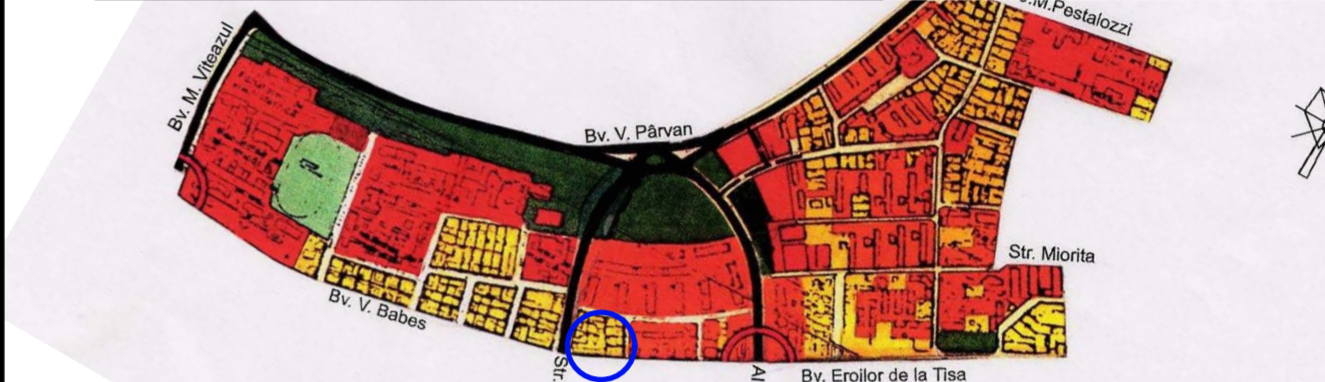 .M.Pestalozzi
Bv. M. Viteazul
Bv. V. Pârvan
Str. Miorita
Bv. V. Babes
Str.
Al
Bv. Eroilor de la Tisa